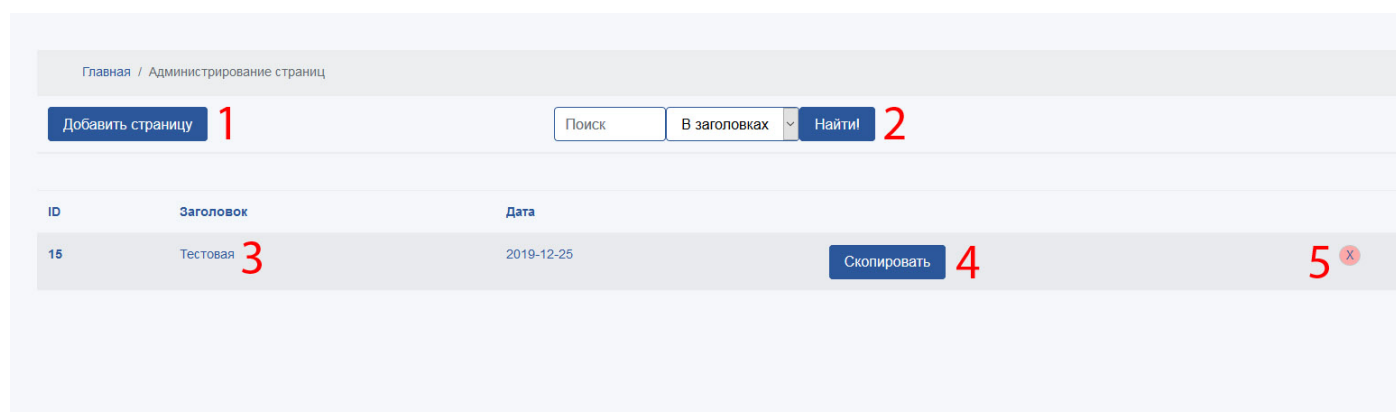 Главная / Администрирование страниц
Добавить страницу 1 Поиск В заголовках Найти! 2
ID Заголовок Дата
15 Тестовая 3 2019-12-25 Скопировать 4 5 X